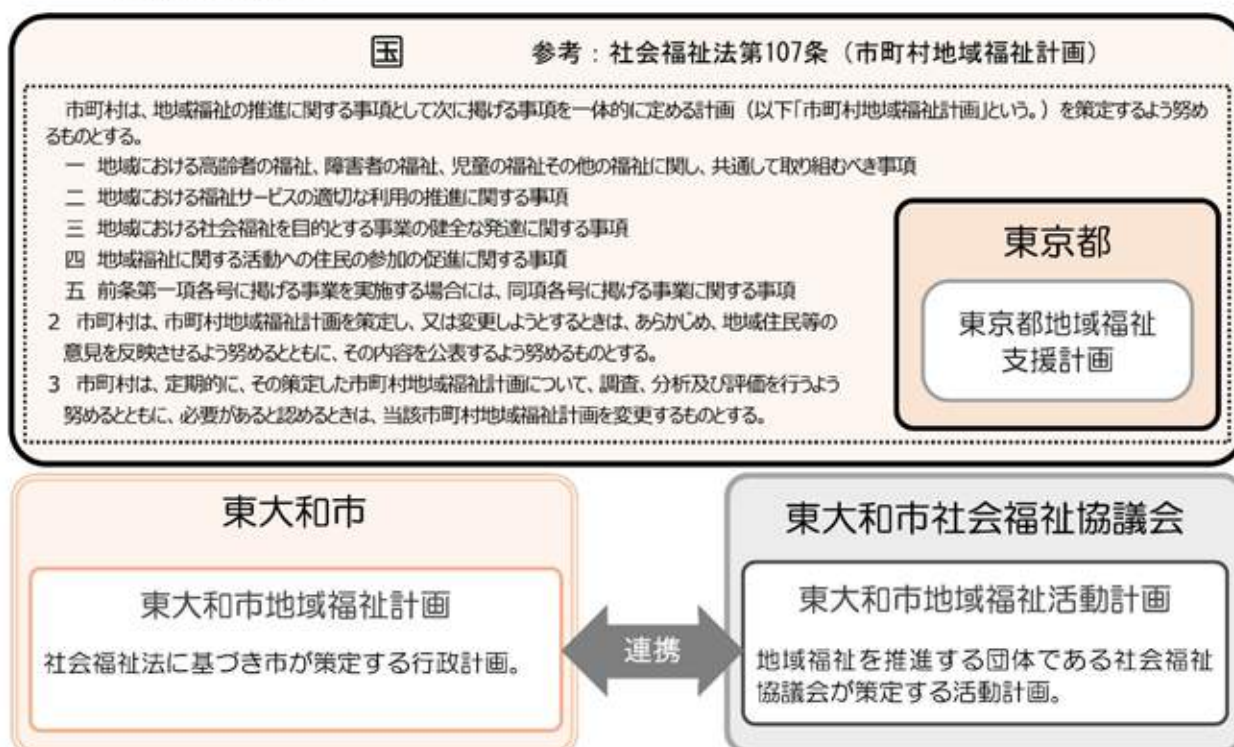 国 参考：社会福祉法第107条（市町村地域福祉計画）
市町村は、地域福祉の推進に関する事項として次に掲げる事項を一体的に定める計画（以下「市町村地域福祉計画」という。）を策定するよう努め
るものとする。
一 地域における高齢者の福祉、障害者の福祉、児童の福祉その他の福祉に関し、共通して取り組むべき事項
二 地域における福祉サービスの適切な利用の推進に関する事項
三 地域における社会福祉を目的とする事業の健全な発達に関する事項
四 地域福祉に関する活動への住民の参加の促進に関する事項
五 前条第一項各号に掲げる事業を実施する場合には、同項各号に掲げる事業に関する事項
2 市町村は、市町村地域福祉計画を策定し、又は変更しようとするときは、あらかじめ、地域住民等の
意見を反映させるよう努めるとともに、その内容を公表するよう努めるものとする。
3 市町村は、定期的に、その策定した市町村地域福祉計画について、調査、分析及び評価を行うよう
努めるとともに、必要があると認めるときは、当該市町村地域福祉計画を変更するものとする。
東京都
東京都地域福祉
支援計画
東大和市
東大和市地域福祉計画
社会福祉法に基づき市が策定する行政計画。
連携
東大和市社会福祉協議会
東大和市地域福祉活動計画
地域福祉を推進する団体である社会福祉
協議会が策定する活動計画。